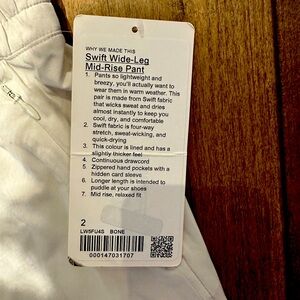 WHY WE MADE THIS
Swift Wide-Leg
Mid-Rise Pant
1. Pants so lightweight and
breezy, you'll actually want to
wear them in warm weather. This
pair is made from Swift fabric
that wicks sweat and dries
almost instantly to keep you
cool, dry, and comfortable
2. Swift fabric is four-way
stretch, sweat-wicking, and
quick-drying
3. This colour is lined and has a
slightly thicker feel
4. Continuous drawcord
5. Zippered hand pockets with a
hidden card sleeve
6. Longer length is intended to
puddle at your shoes
7. Mid rise, relaxed fit
2
LW5FU4S BONE
000147031707